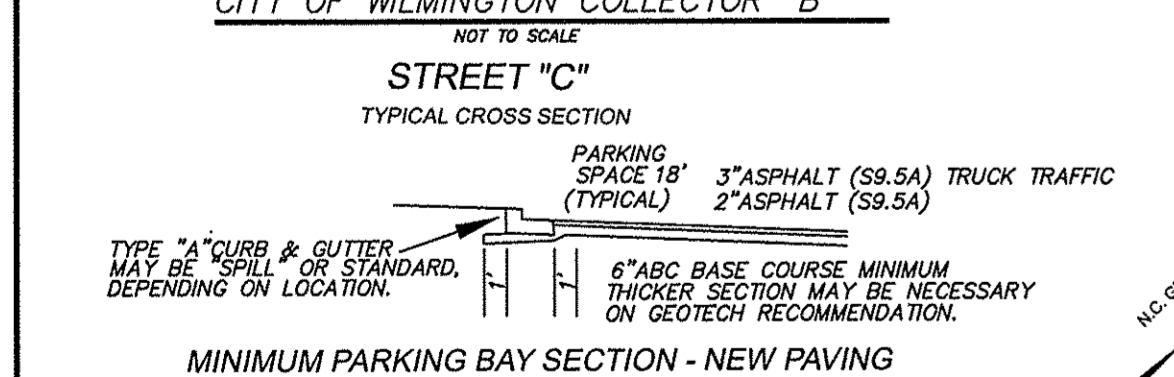 CITY OF WILMINGTON COLLECTOR "B"
NOT TO SCALE
STREET "C"
TYPICAL CROSS SECTION
PARKING
SPACE 18'
(TYPICAL)
3"ASPHALT (S9.5A) TRUCK TRAFFIC
2"ASPHALT (S9.5A)
TYPE "A"CURB & GUTTER
MAY BE "SPILL" OR STANDARD,
DEPENDING ON LOCATION.
1'
1'
6"ABC BASE COURSE MINIMUM
THICKER SECTION MAY BE NECESSARY
ON GEOTECH RECOMMENDATION.
MINIMUM PARKING BAY SECTION - NEW PAVING
N.C.